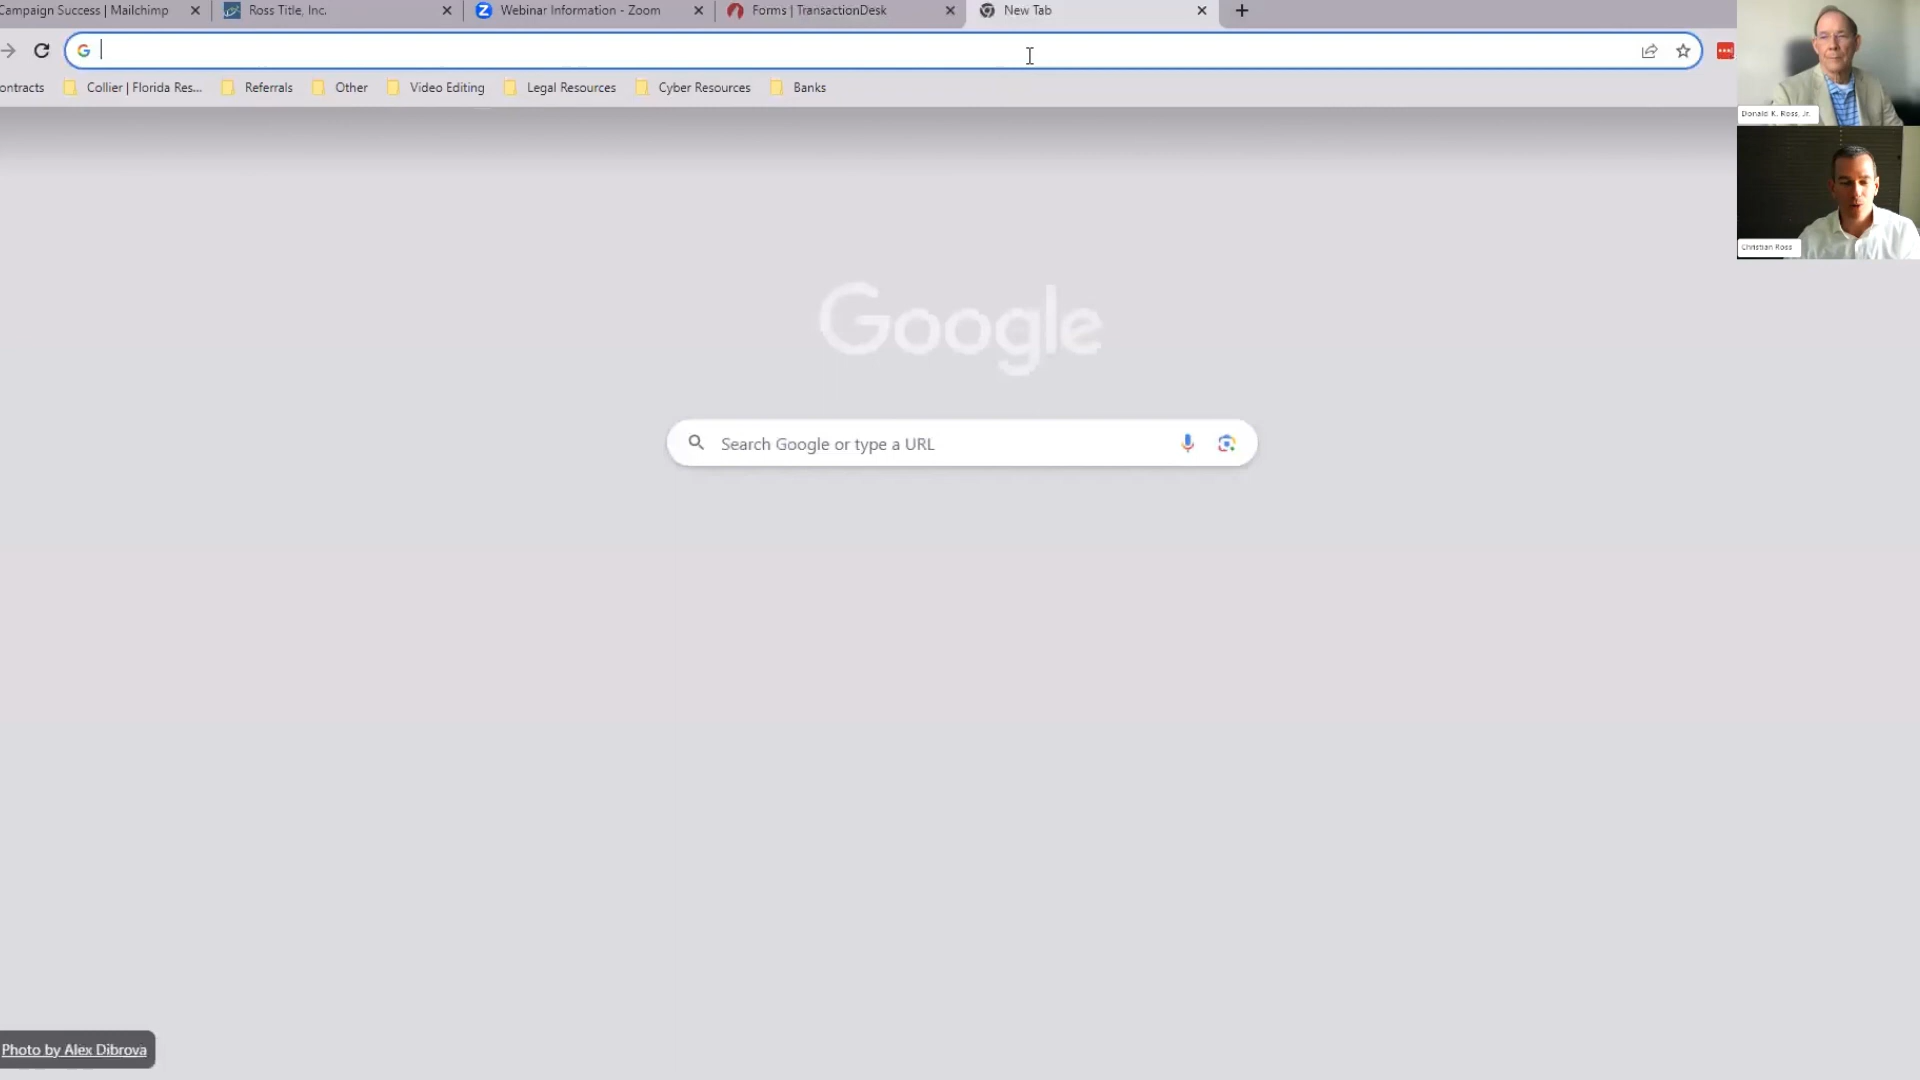 Campaign Success | Mailchimp
Ross Title, Inc.
Webinar Information - Zoom
Forms | TransactionDesk
New Tab
ontracts
Collier | Florida Res...
Referrals
Other
Video Editing
Legal Resources
Cyber Resources
Banks
Donald K. Ross, Jr.
Christian Ross
Google
Search Google or type a URL
Photo by Alex Dibrova